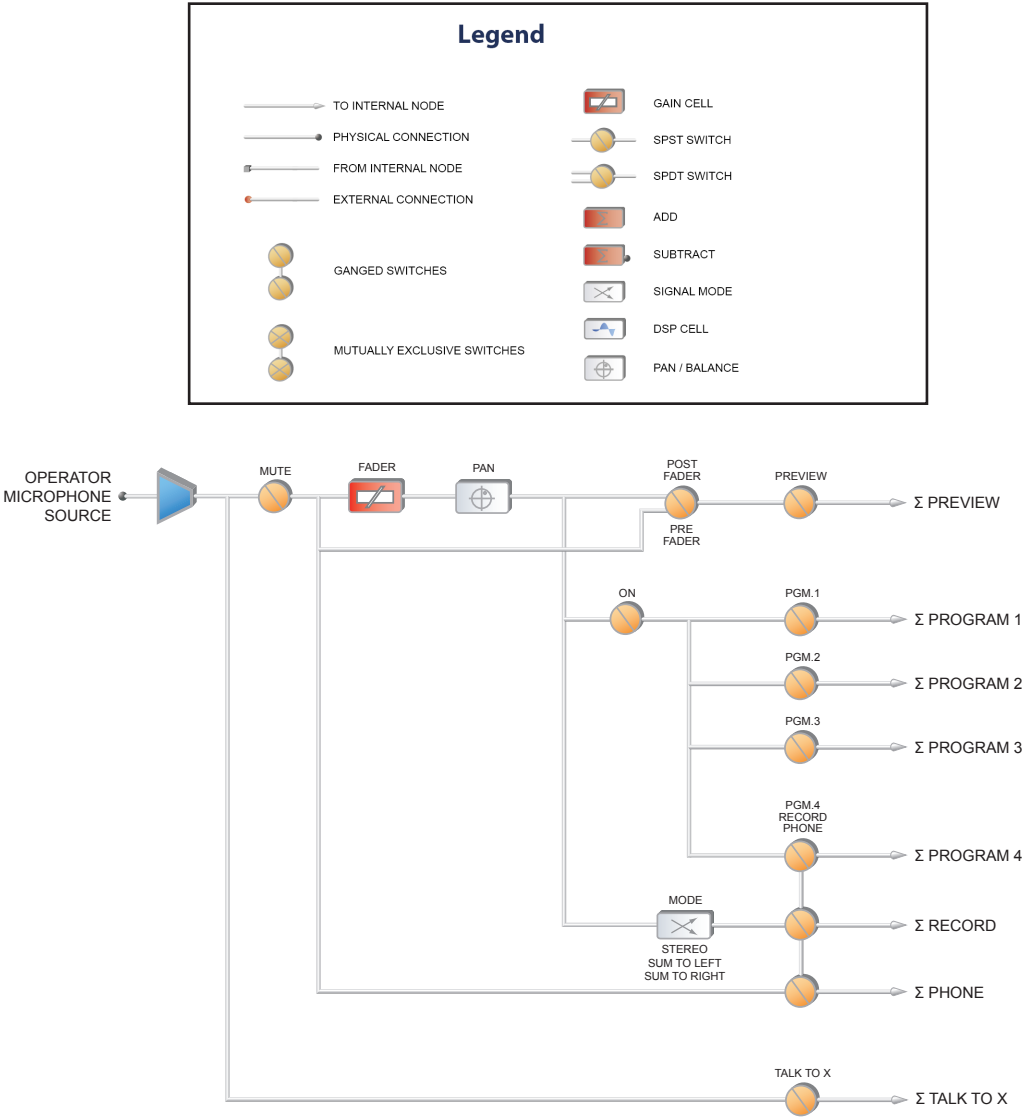 Legend
TO INTERNAL NODE
PHYSICAL CONNECTION
FROM INTERNAL NODE
EXTERNAL CONNECTION
GANGED SWITCHES
MUTUALLY EXCLUSIVE SWITCHES
GAIN CELL
SPST SWITCH
SPDT SWITCH
ADD
SUBTRACT
SIGNAL MODE
DSP CELL
PAN / BALANCE
OPERATOR
MICROPHONE
SOURCE
MUTE
FADER
PAN
POST
FADER
PRE
FADER
PREVIEW
Σ PREVIEW
ON
PGM.1
Σ PROGRAM 1
PGM.2
Σ PROGRAM 2
PGM.3
Σ PROGRAM 3
PGM.4
RECORD
PHONE
Σ PROGRAM 4
MODE
STEREO
SUM TO LEFT
SUM TO RIGHT
Σ RECORD
Σ PHONE
TALK TO X
Σ TALK TO X